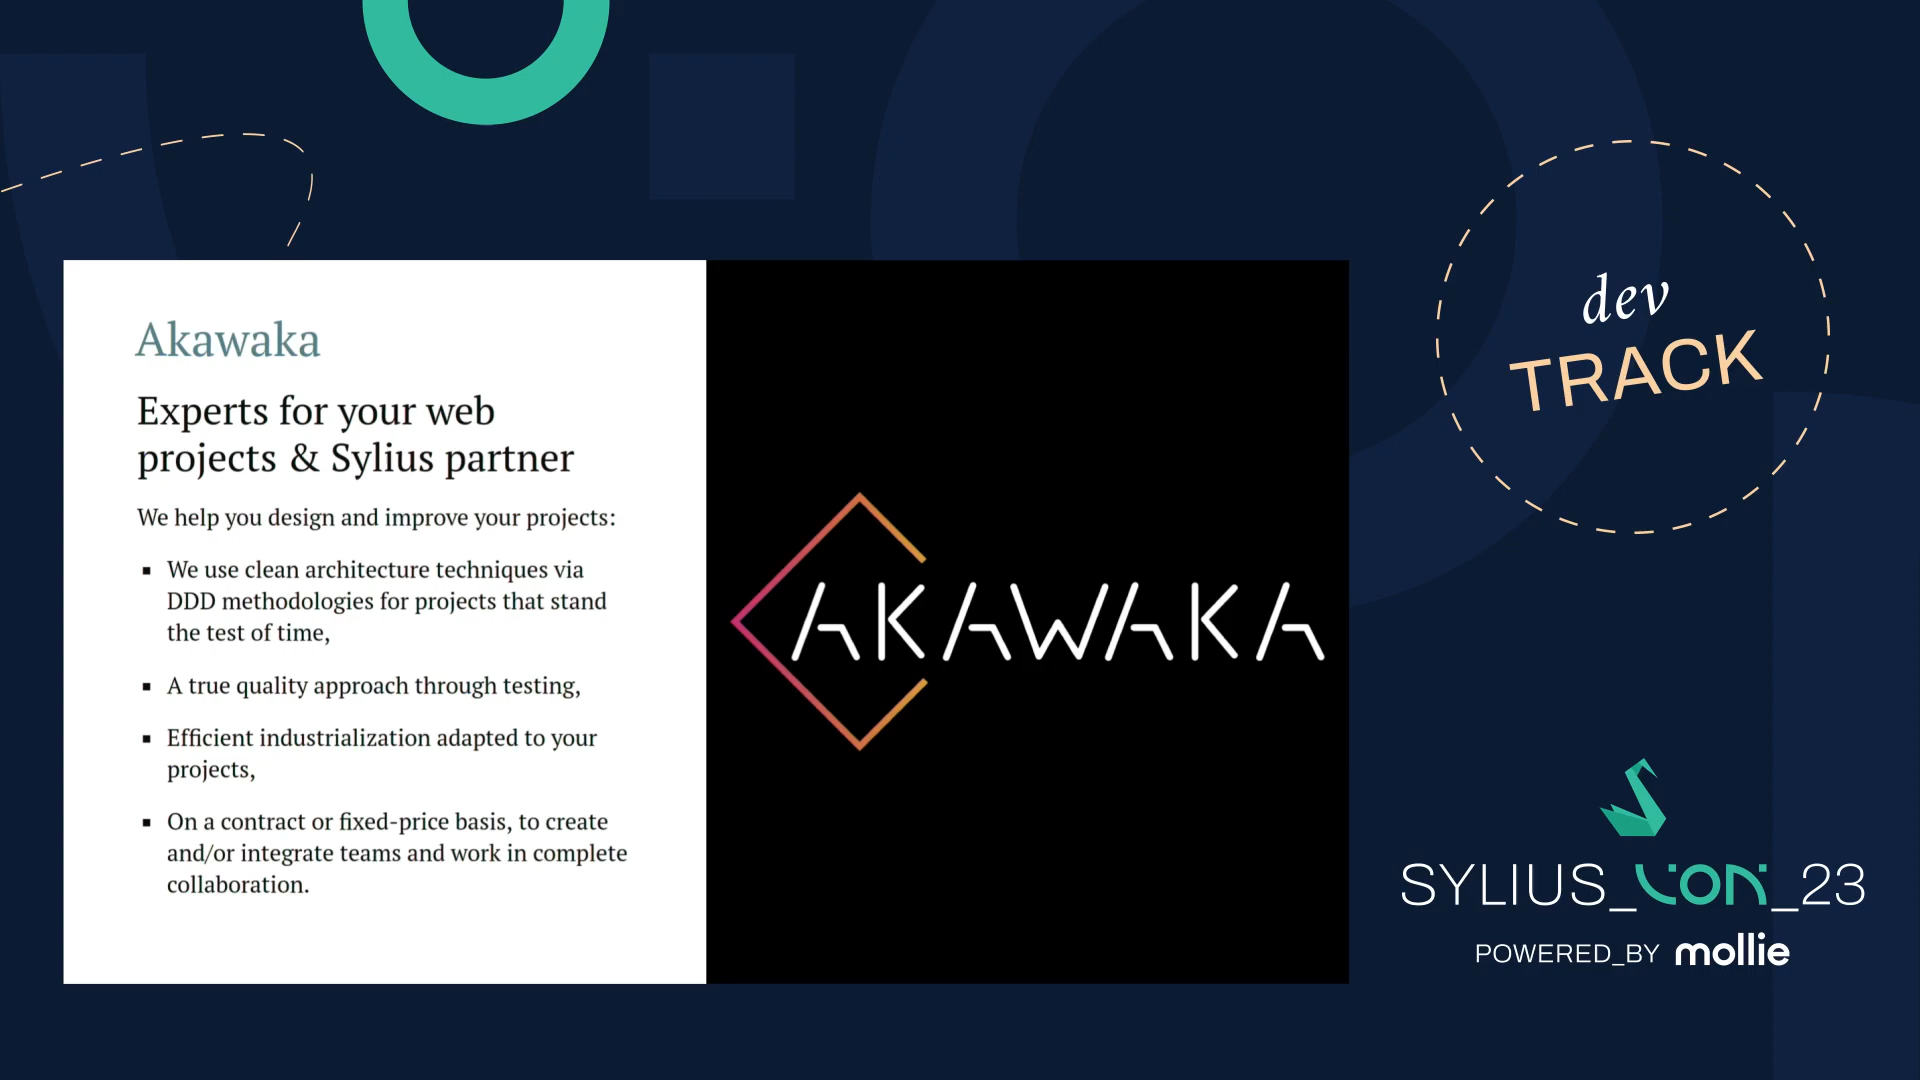 Akawaka
Experts for your web
projects & Sylius partner
We help you design and improve your projects:
▪ We use clean architecture techniques via
DDD methodologies for projects that stand
the test of time,
▪ A true quality approach through testing,
▪ Efficient industrialization adapted to your
projects,
▪ On a contract or fixed-price basis, to create
and/or integrate teams and work in complete
collaboration.
AKAWAKA
dev
TRACK
SYLIUS_CON_23
POWERED_BY mollie